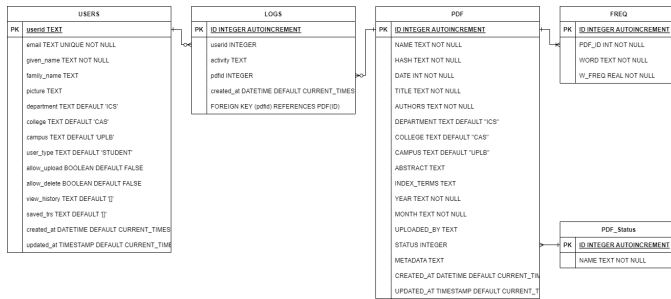 USERS
PK userid TEXT
email TEXT UNIQUE NOT NULL
given_name TEXT NOT NULL
family_name TEXT
picture TEXT
department TEXT DEFAULT 'ICS'
college TEXT DEFAULT 'CAS'
campus TEXT DEFAULT 'UPLB'
user_type TEXT DEFAULT 'STUDENT'
allow_upload BOOLEAN DEFAULT FALSE
allow_delete BOOLEAN DEFAULT FALSE
view_history TEXT DEFAULT '[]'
saved_trs TEXT DEFAULT '[]'
created_at DATETIME DEFAULT CURRENT_TIMES
updated_at TIMESTAMP DEFAULT CURRENT_TIME
LOGS
PK ID INTEGER AUTOINCREMENT
userid INTEGER
activity TEXT
pdfid INTEGER
created_at DATETIME DEFAULT CURRENT_TIMES
FOREIGN KEY (pdfid) REFERENCES PDF(ID)
PDF
PK ID INTEGER AUTOINCREMENT
NAME TEXT NOT NULL
HASH TEXT NOT NULL
DATE INT NOT NULL
TITLE TEXT NOT NULL
AUTHORS TEXT NOT NULL
DEPARTMENT TEXT DEFAULT "ICS"
COLLEGE TEXT DEFAULT "CAS"
CAMPUS TEXT DEFAULT "UPLB"
ABSTRACT TEXT
INDEX_TERMS TEXT
YEAR TEXT NOT NULL
MONTH TEXT NOT NULL
UPLOADED_BY TEXT
STATUS INTEGER
METADATA TEXT
CREATED_AT DATETIME DEFAULT CURRENT_TIM
UPDATED_AT TIMESTAMP DEFAULT CURRENT_T
FREQ
PK ID INTEGER AUTOINCREMENT
PDF_ID INT NOT NULL
WORD TEXT NOT NULL
W_FREQ REAL NOT NULL
PDF_Status
PK ID INTEGER AUTOINCREMENT
NAME TEXT NOT NULL